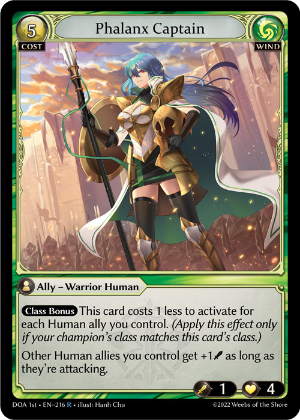 Phalanx Captain
5
COST
WIND
Ally – Warrior Human
Class Bonus This card costs 1 less to activate
for each Human ally you control. (Apply this effect only
if your champion's class matches this card's class.)
Other Human allies you control get +1 as long as
they're attacking.
1
4
DOA 1st • EN–216 R • illust: Hanh Chu
©2022 Weebs of the Shore